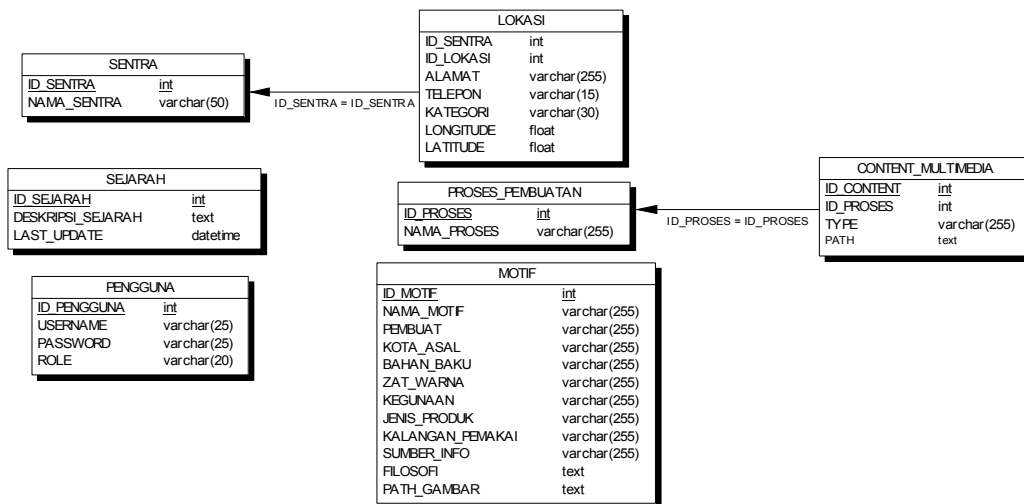 LOKASI
ID_SENTRA int
ID_LOKASI int
ALAMAT varchar(255)
TELEPON varchar(15)
KATEGORI varchar(30)
LONGITUDE float
LATITUDE float
SENTRA
ID_SENTRA int
NAMA_SENTRA varchar(50)
ID_SENTRA = ID_SENTRA
SEJARAH
ID_SEJARAH int
DESKRIPSI_SEJARAH text
LAST_UPDATE datetime
PROSES_PEMBUATAN
ID_PROSES int
NAMA_PROSES varchar(255)
ID_PROSES = ID_PROSES
CONTENT_MULTIMEDIA
ID_CONTENT int
ID_PROSES int
TYPE varchar(255)
PATH text
PENGGUNA
ID_PENGGUNA int
USERNAME varchar(25)
PASSWORD varchar(25)
ROLE varchar(20)
MOTIF
ID_MOTIF int
NAMA_MOTIF varchar(255)
PEMBUAT varchar(255)
KOTA_ASAL varchar(255)
BAHAN_BAKU varchar(255)
ZAT_WARNA varchar(255)
KEGUNAAN varchar(255)
JENIS_PRODUK varchar(255)
KALANGAN_PEMAKAI varchar(255)
SUMBER_INFO varchar(255)
FILOSOFI text
PATH_GAMBAR text